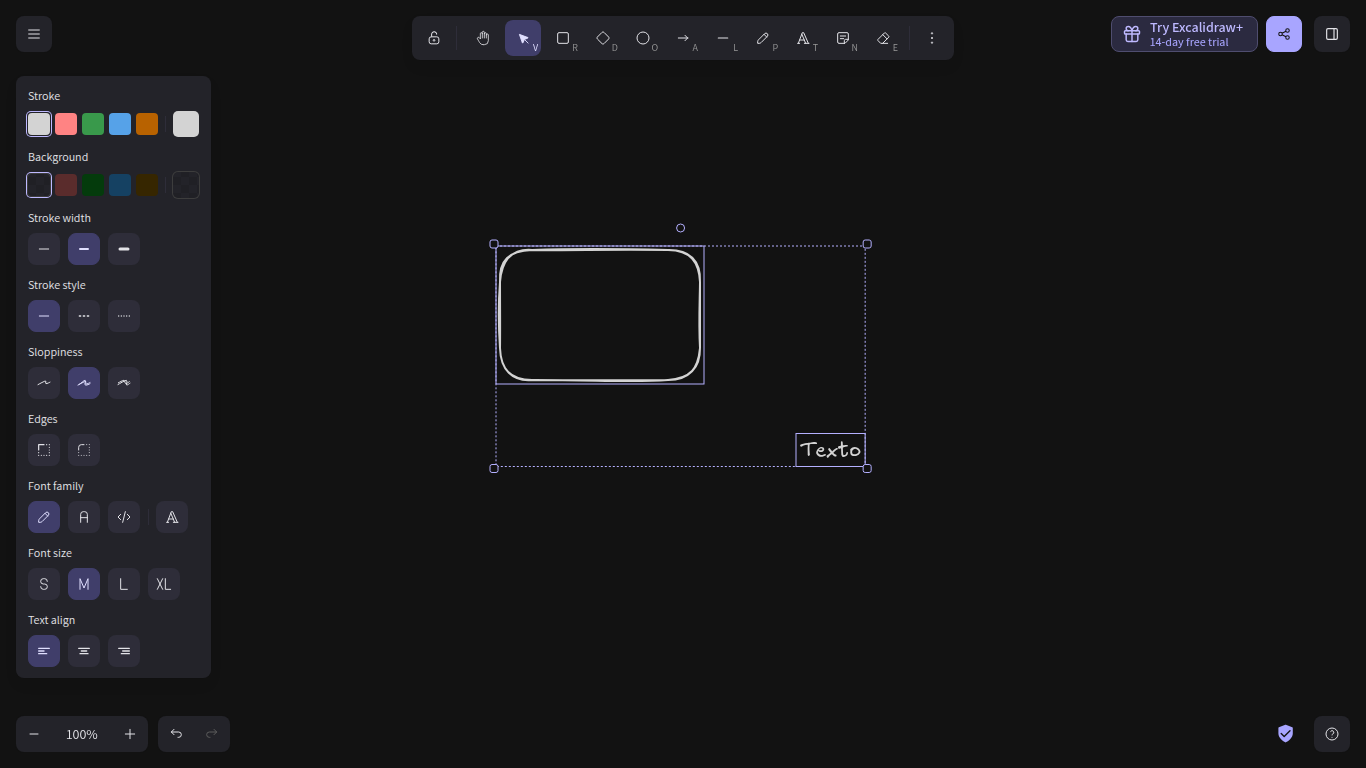 V
R
D
O
A
L
P
T
N
E
Try Excalidraw+
14-day free trial
Stroke
Background
Stroke width
Stroke style
Sloppiness
Edges
Font family
Font size
S M L XL
Text align
Texto
100%